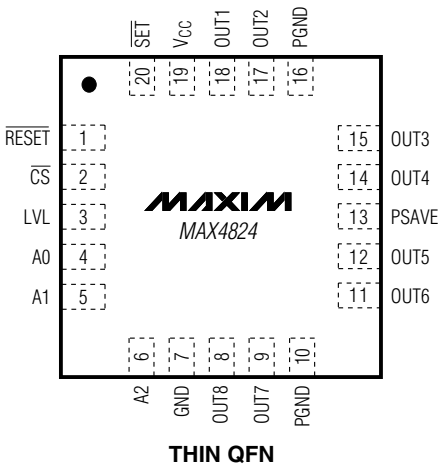 SET VCC OUT1 OUT2 PGND
20 19 18 17 16
RESET 1 15 OUT3
CS 2 14 OUT4
LVL 3 MAXIM 13 PSAVE
MAX4824
A0 4 12 OUT5
A1 5 11 OUT6
6 7 8 9 10
A2 GND OUT8 OUT7 PGND
THIN QFN